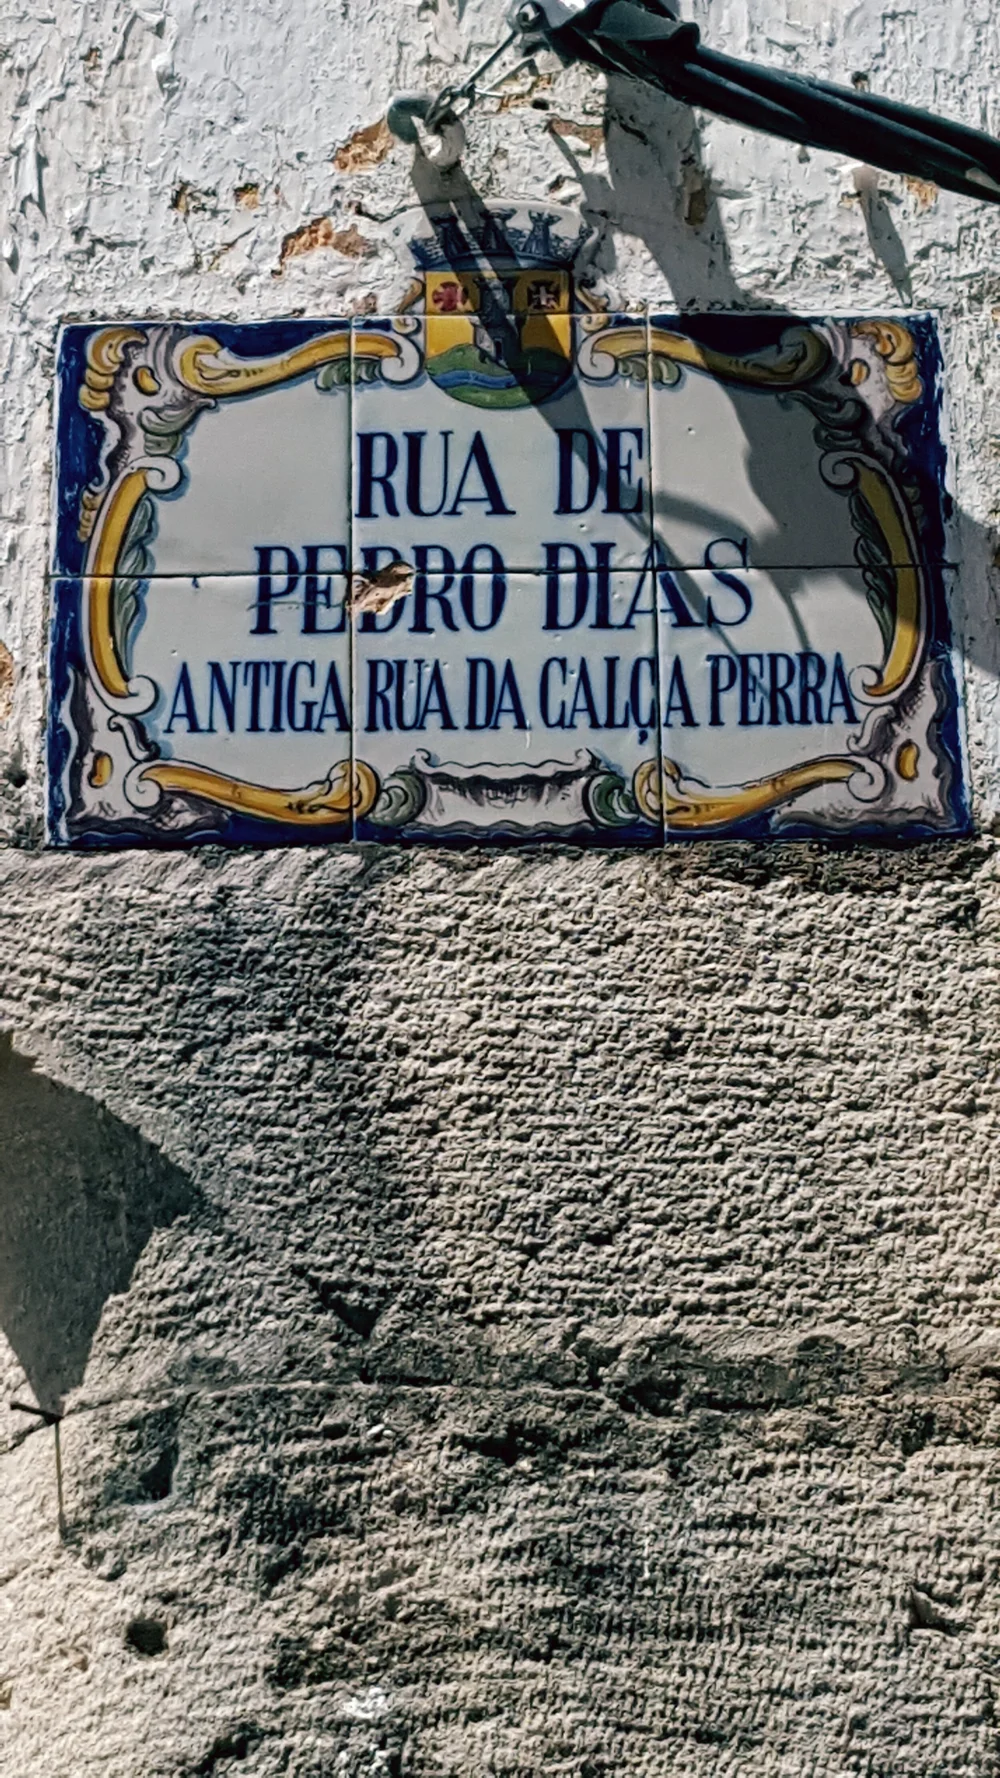 RUA DE
PEDRO DIAS
ANTIGA RUA DA CALÇA PERRA